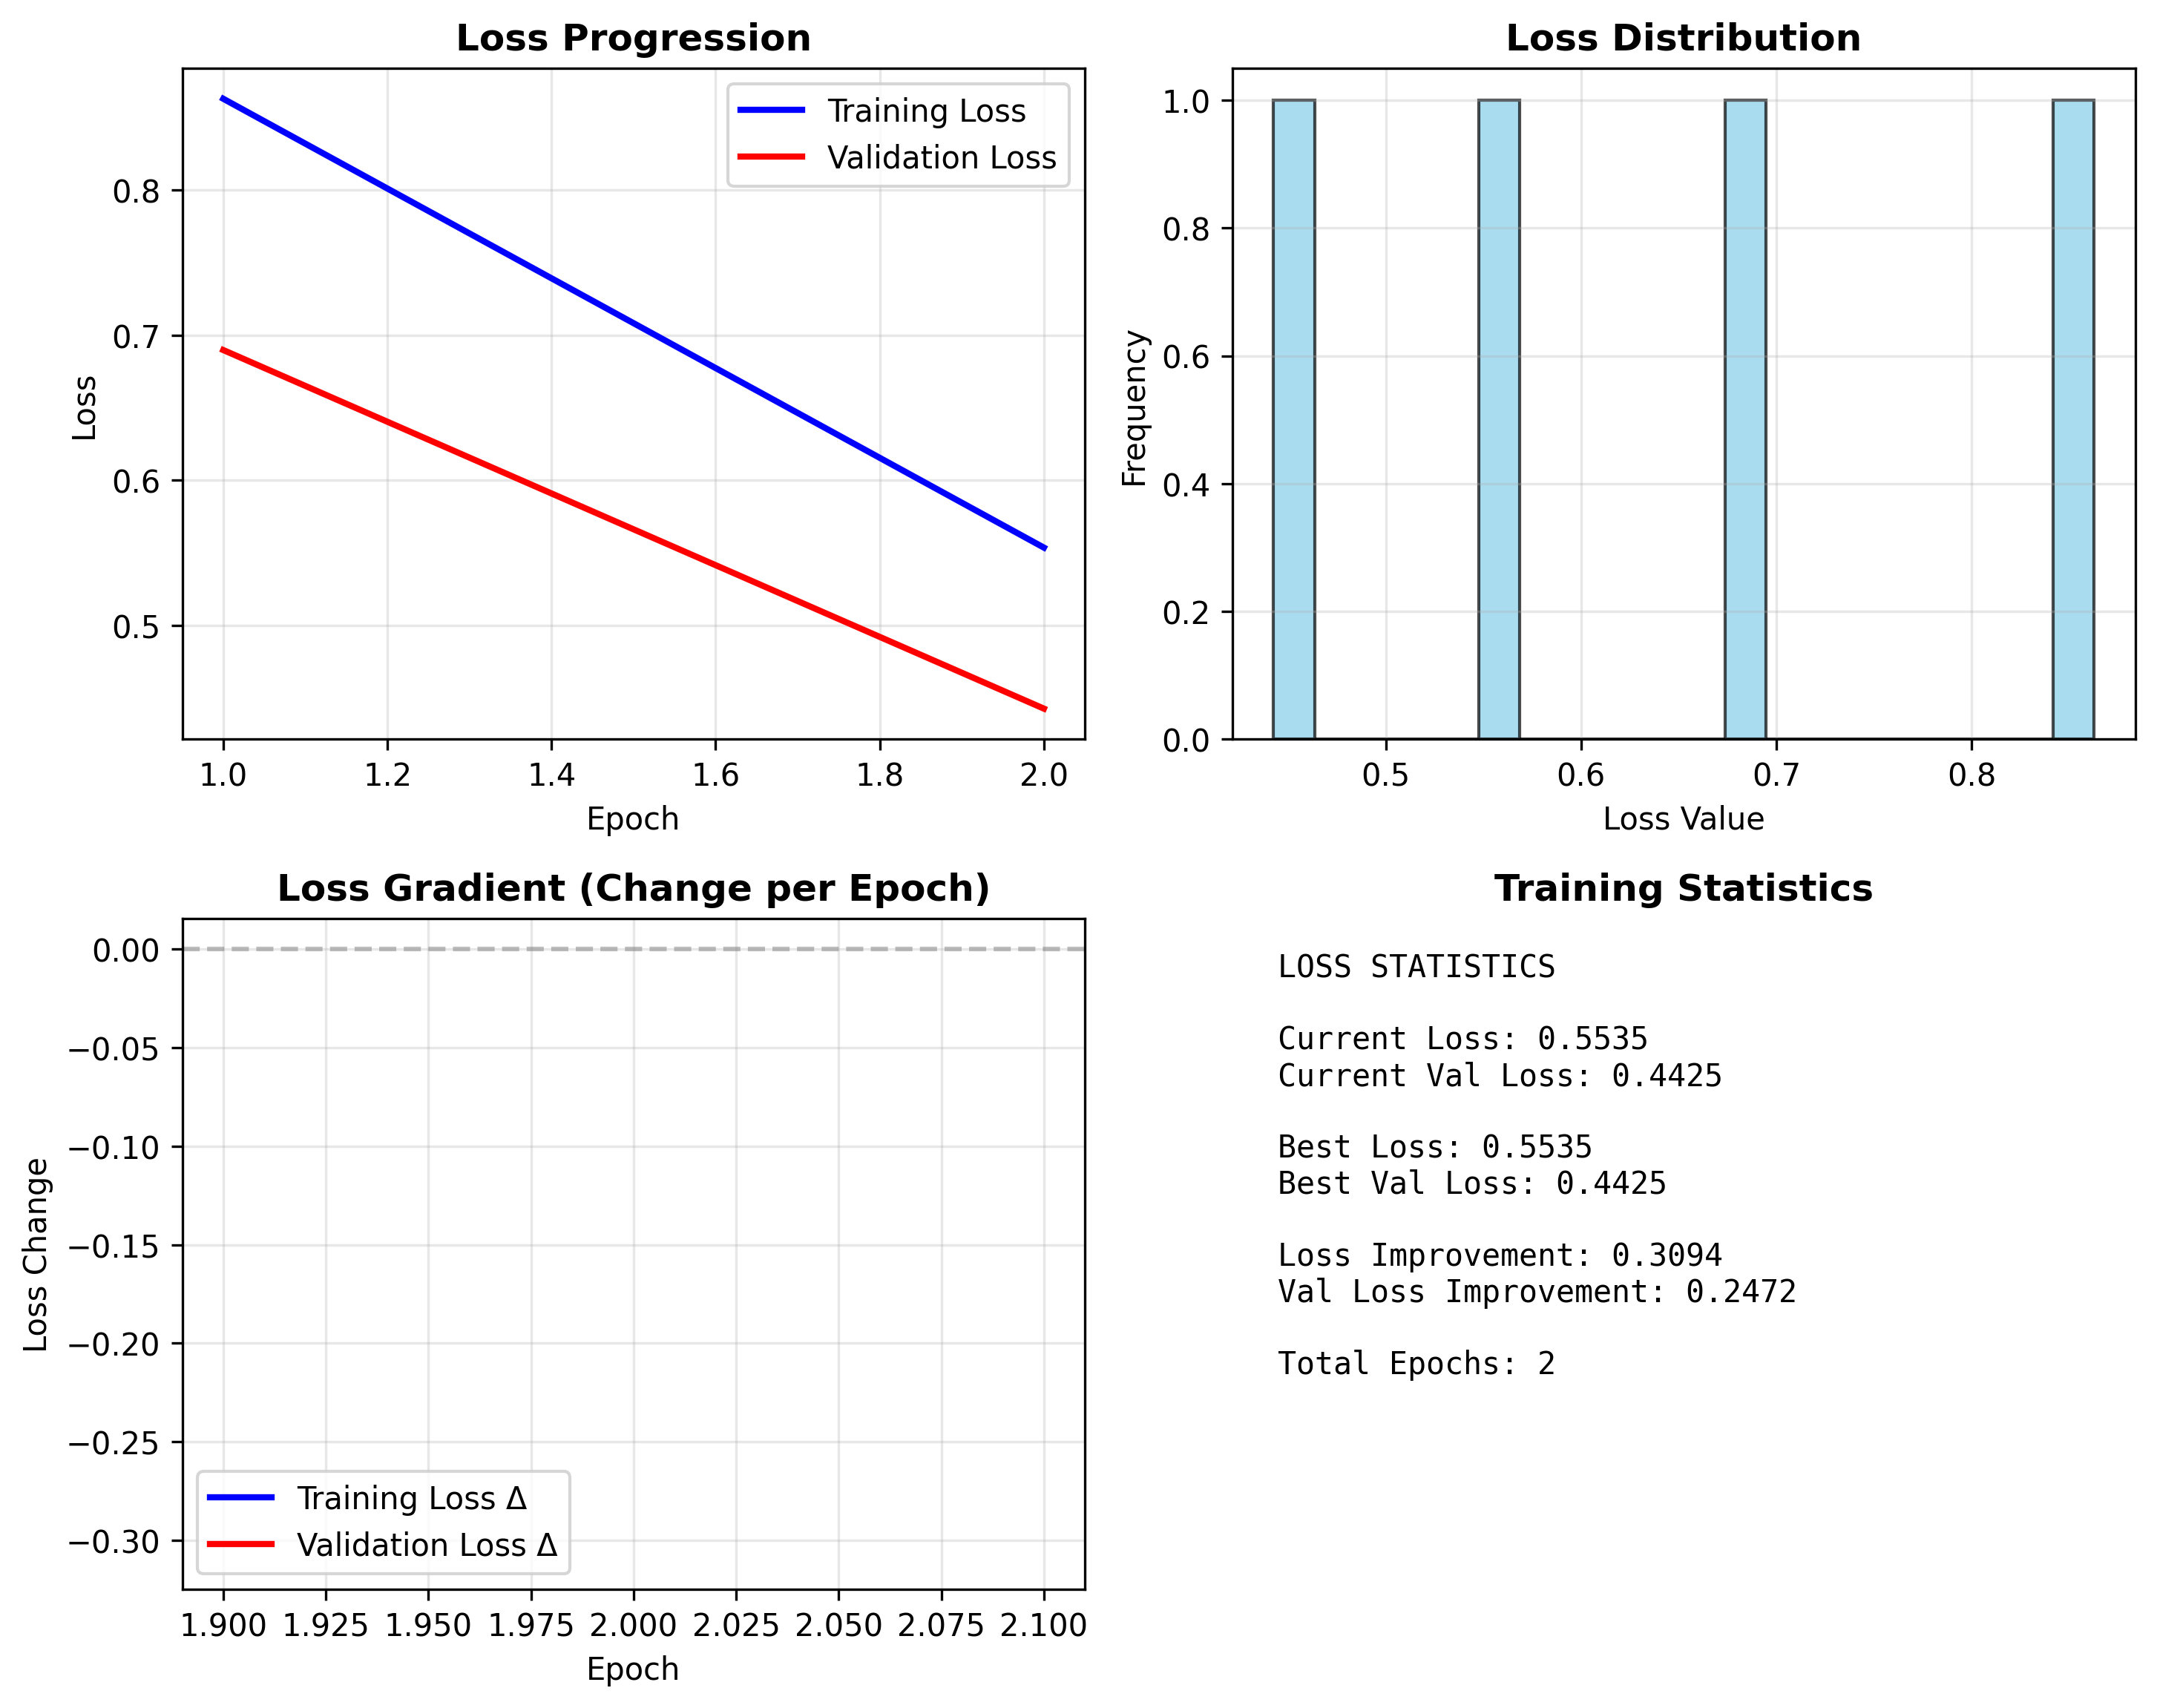 Loss Progression
Training Loss
Validation Loss
0.8
0.7
0.6
0.5
Loss
1.0 1.2 1.4 1.6 1.8 2.0
Epoch
Loss Distribution
1.0
0.8
0.6
0.4
0.2
0.0
Frequency
0.5 0.6 0.7 0.8
Loss Value
Loss Gradient (Change per Epoch)
0.00
−0.05
−0.10
−0.15
−0.20
−0.25
−0.30
Loss Change
Training Loss Δ
Validation Loss Δ
1.900 1.925 1.950 1.975 2.000 2.025 2.050 2.075 2.100
Epoch
Training Statistics
LOSS STATISTICS
Current Loss: 0.5535
Current Val Loss: 0.4425
Best Loss: 0.5535
Best Val Loss: 0.4425
Loss Improvement: 0.3094
Val Loss Improvement: 0.2472
Total Epochs: 2